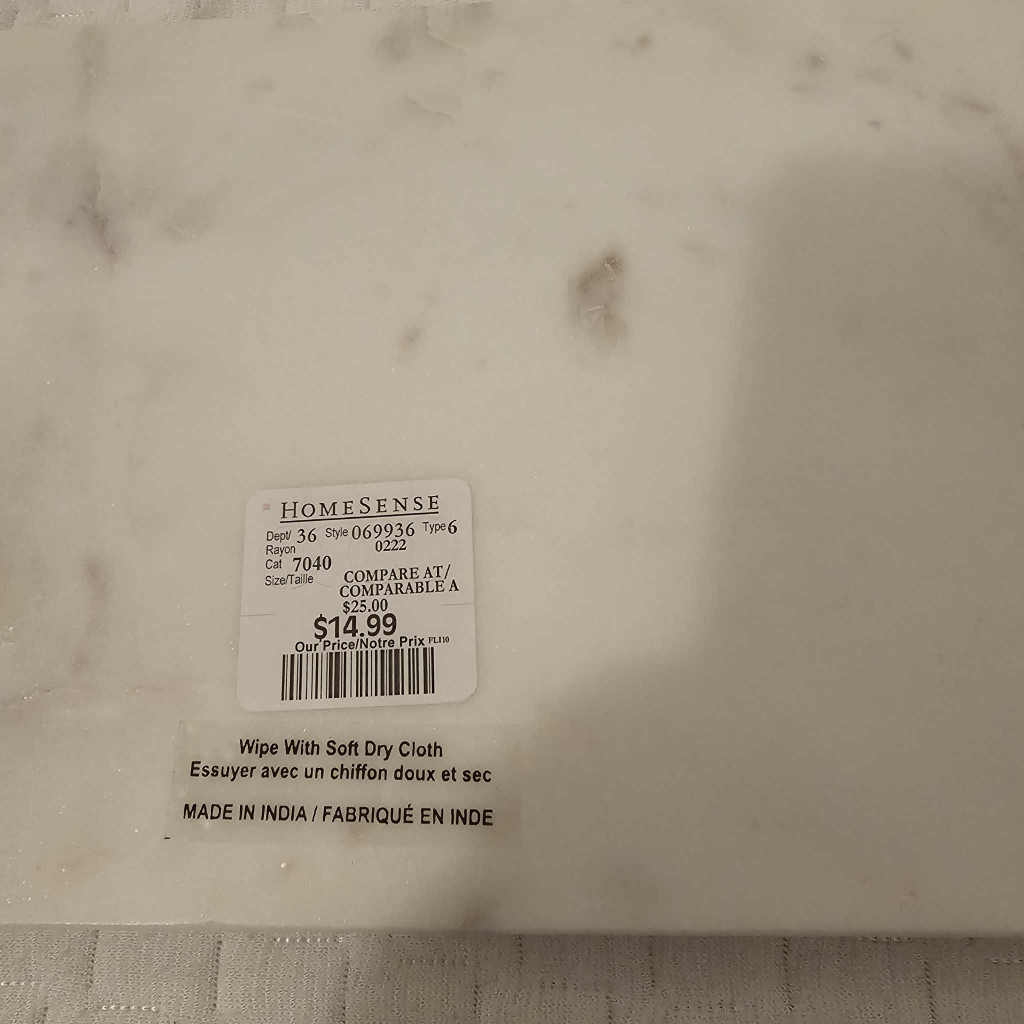 HOMESENSE
Dept/ 36 Style 069936 Type 6
Rayon 0222
Cat 7040
Size/Taille COMPARE AT/
COMPARABLE A
$25.00
$14.99
Our Price/Notre Prix FL110
Wipe With Soft Dry Cloth
Essuyer avec un chiffon doux et sec
MADE IN INDIA / FABRIQUÉ EN INDE